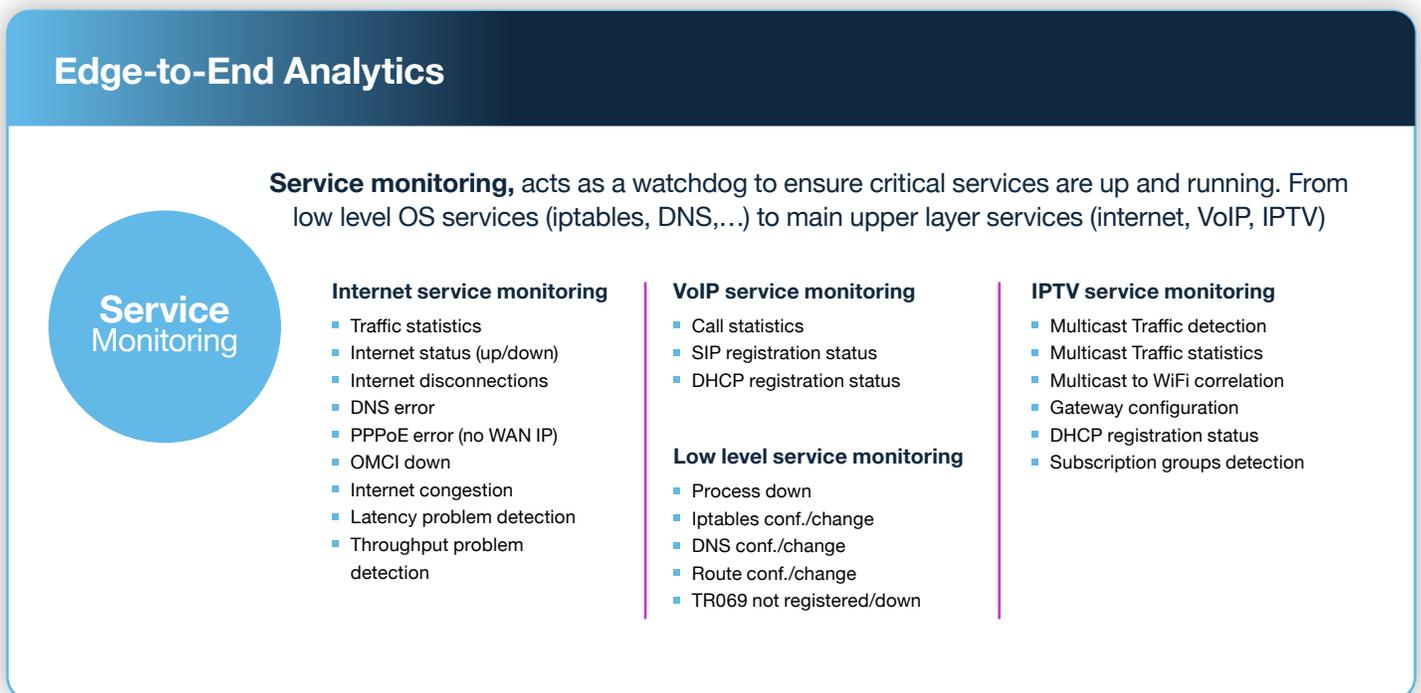 Edge-to-End Analytics
Service monitoring, acts as a watchdog to ensure critical services are up and running. From
low level OS services (iptables, DNS,…) to main upper layer services (internet, VoIP, IPTV)
Service
Monitoring
Internet service monitoring
Traffic statistics
Internet status (up/down)
Internet disconnections
DNS error
PPPoE error (no WAN IP)
OMCI down
Internet congestion
Latency problem detection
Throughput problem
detection
VoIP service monitoring
Call statistics
SIP registration status
DHCP registration status
Low level service monitoring
Process down
Iptables conf./change
DNS conf./change
Route conf./change
TR069 not registered/down
IPTV service monitoring
Multicast Traffic detection
Multicast Traffic statistics
Multicast to WiFi correlation
Gateway configuration
DHCP registration status
Subscription groups detection